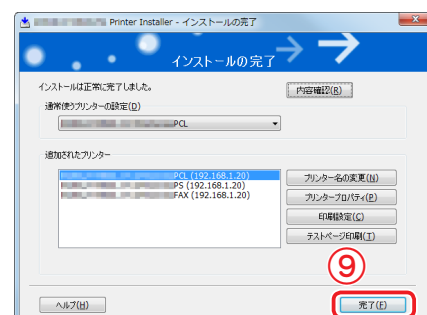 Printer Installer - インストールの完了
インストールの完了
インストールは正常に完了しました。
内容確認(R)
通常使うプリンターの設定(D)
PCL
追加されたプリンター
PCL (192.168.1.20)
PS (192.168.1.20)
FAX (192.168.1.20)
プリンター名の変更(N)
プリンタープロパティ(P)
印刷設定(C)
テストページ印刷(T)
⑨
ヘルプ(H)
完了(F)